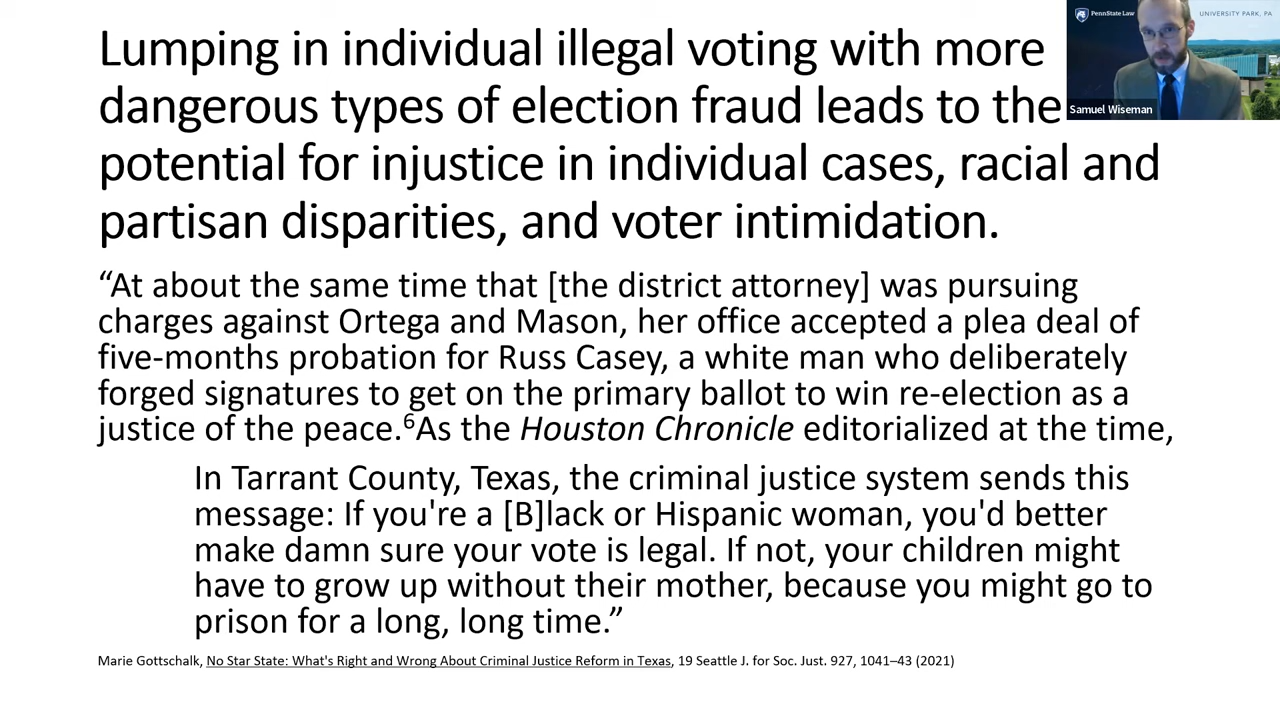 Lumping in individual illegal voting with more
dangerous types of election fraud leads to the
potential for injustice in individual cases, racial and
partisan disparities, and voter intimidation.
PennState Law
UNIVERSITY PARK, PA
Samuel Wiseman
“At about the same time that [the district attorney] was pursuing
charges against Ortega and Mason, her office accepted a plea deal of
five-months probation for Russ Casey, a white man who deliberately
forged signatures to get on the primary ballot to win re-election as a
justice of the peace.⁶As the Houston Chronicle editorialized at the time,
In Tarrant County, Texas, the criminal justice system sends this
message: If you're a [B]lack or Hispanic woman, you'd better
make damn sure your vote is legal. If not, your children might
have to grow up without their mother, because you might go to
prison for a long, long time.”
Marie Gottschalk, No Star State: What's Right and Wrong About Criminal Justice Reform in Texas, 19 Seattle J. for Soc. Just. 927, 1041–43 (2021)